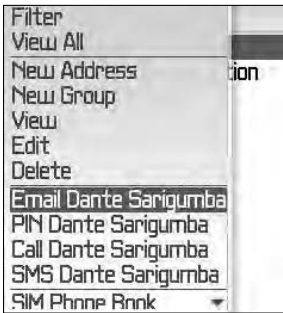 Filter
View All
New Address
tion
New Group
View
Edit
Delete
Email Dante Sarigumba
PIN Dante Sarigumba
Call Dante Sarigumba
SMS Dante Sarigumba
SIM Phone Book